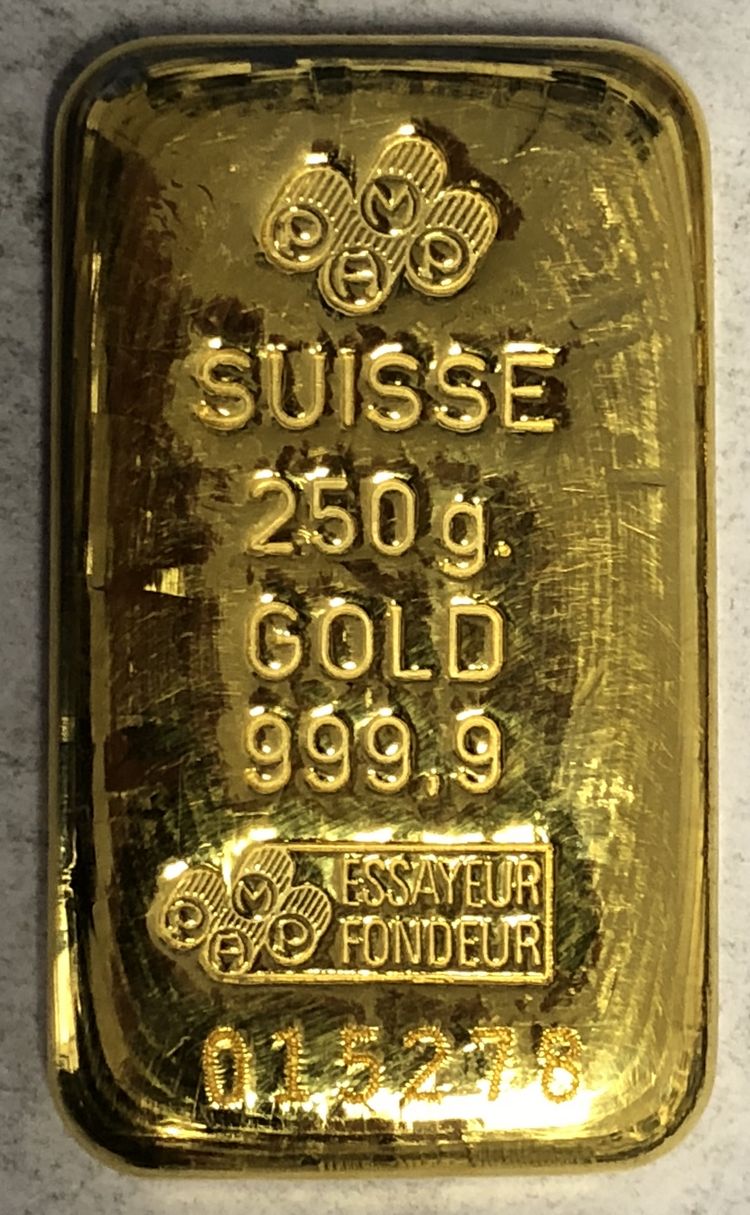 PAMP
SUISSE
250 g.
GOLD
999,9
PAMP ESSAYEUR
FONDEUR
015278